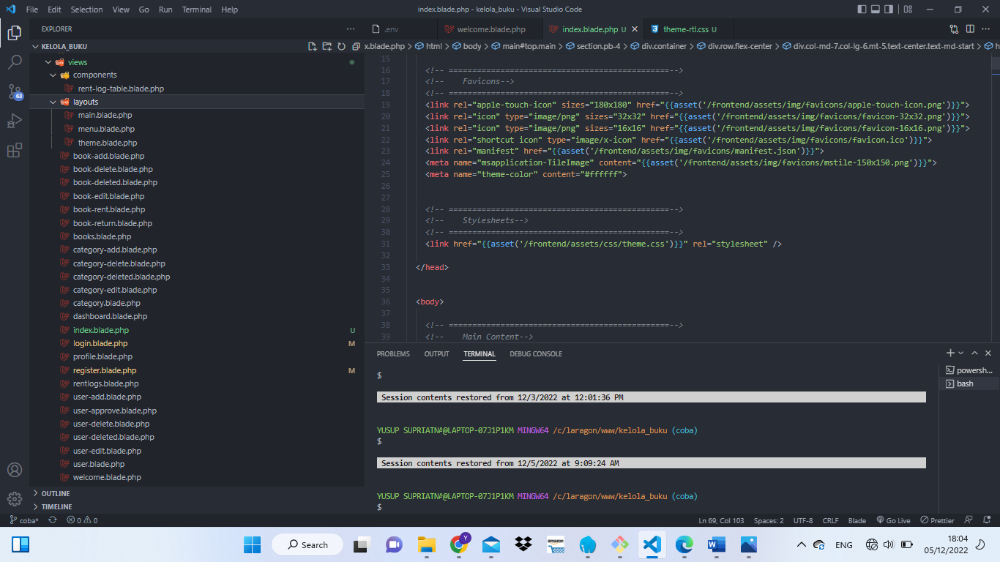 File Edit Selection View Go Run Terminal Help
index.blade.php - kelola_buku - Visual Studio Code
EXPLORER
KELOLA_BUKU
views
components
rent-log-table.blade.php
layouts
main.blade.php
menu.blade.php
theme.blade.php
book-add.blade.php
book-delete.blade.php
book-deleted.blade.php
book-edit.blade.php
book-rent.blade.php
book-return.blade.php
books.blade.php
category-add.blade.php
category-delete.blade.php
category-deleted.blade.php
category-edit.blade.php
category.blade.php
dashboard.blade.php
index.blade.php U
login.blade.php M
profile.blade.php
register.blade.php M
rentlogs.blade.php
user-add.blade.php
user-approve.blade.php
user-delete.blade.php
user-deleted.blade.php
user-edit.blade.php
user.blade.php
welcome.blade.php
OUTLINE
TIMELINE
63
.env welcome.blade.php index.blade.php U theme-rtl.css U
x.blade.php > html > body > main#top.main > section.pb-4 > div.container > div.row.flex-center > div.col-md-7.col-lg-6.mt-5.text-center.text-md-start > h
15
16 <!-- ===============================================-->
17 <!--    Favicons-->
18 <!-- ===============================================-->
19 <link rel="apple-touch-icon" sizes="180x180" href="{{asset('/frontend/assets/img/favicons/apple-touch-icon.png')}}">
20 <link rel="icon" type="image/png" sizes="32x32" href="{{asset('/frontend/assets/img/favicons/favicon-32x32.png')}}">
21 <link rel="icon" type="image/png" sizes="16x16" href="{{asset('/frontend/assets/img/favicons/favicon-16x16.png')}}">
22 <link rel="shortcut icon" type="image/x-icon" href="{{asset('/frontend/assets/img/favicons/favicon.ico')}}">
23 <link rel="manifest" href="{{asset('/frontend/assets/img/favicons/manifest.json')}}">
24 <meta name="msapplication-TileImage" content="{{asset('/frontend/assets/img/favicons/mstile-150x150.png')}}">
25 <meta name="theme-color" content="#ffffff">
26
27
28 <!-- ===============================================-->
29 <!--    Stylesheets-->
30 <!-- ===============================================-->
31 <link href="{{asset('/frontend/assets/css/theme.css')}}" rel="stylesheet" />
32
33 </head>
34
35
36 <body>
37
38 <!-- ===============================================-->
39 <!--    Main Content-->
PROBLEMS OUTPUT TERMINAL DEBUG CONSOLE
powersh...
bash
$
Session contents restored from 12/3/2022 at 12:01:36 PM
YUSUP SUPRIATNA@LAPTOP-07J1P1KM MINGW64 /c/laragon/www/kelola_buku (coba)
$
Session contents restored from 12/5/2022 at 9:09:24 AM
YUSUP SUPRIATNA@LAPTOP-07J1P1KM MINGW64 /c/laragon/www/kelola_buku (coba)
$
coba* 0 0 Ln 69, Col 103 Spaces: 2 UTF-8 CRLF Blade Go Live Prettier
Search
Y
amazon
ENG
18:04
05/12/2022